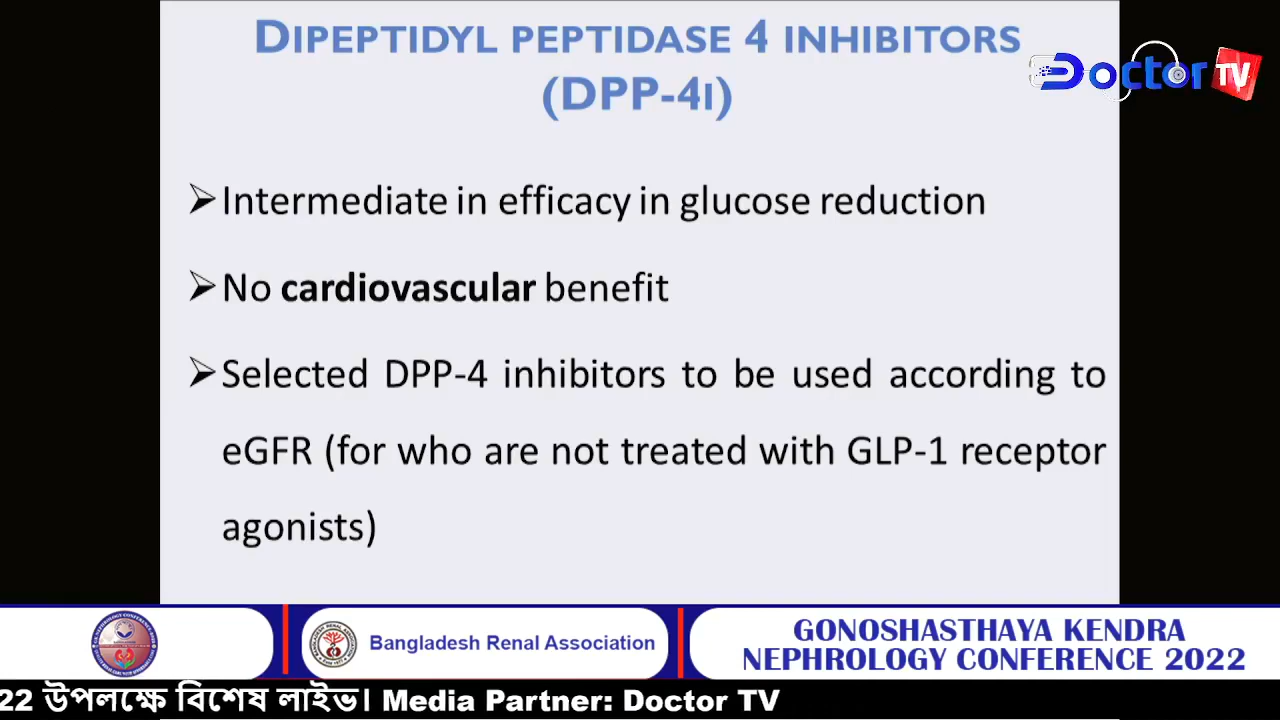 DIPEPTIDYL PEPTIDASE 4 INHIBITORS
(DPP-4I)
Doctor TV
➢Intermediate in efficacy in glucose reduction
➢No cardiovascular benefit
➢Selected DPP-4 inhibitors to be used according to
eGFR (for who are not treated with GLP-1 receptor
agonists)
Bangladesh Renal Association
GONOSHASTHAYA KENDRA
NEPHROLOGY CONFERENCE 2022
22 উপলক্ষে বিশেষ লাইভ। Media Partner: Doctor TV